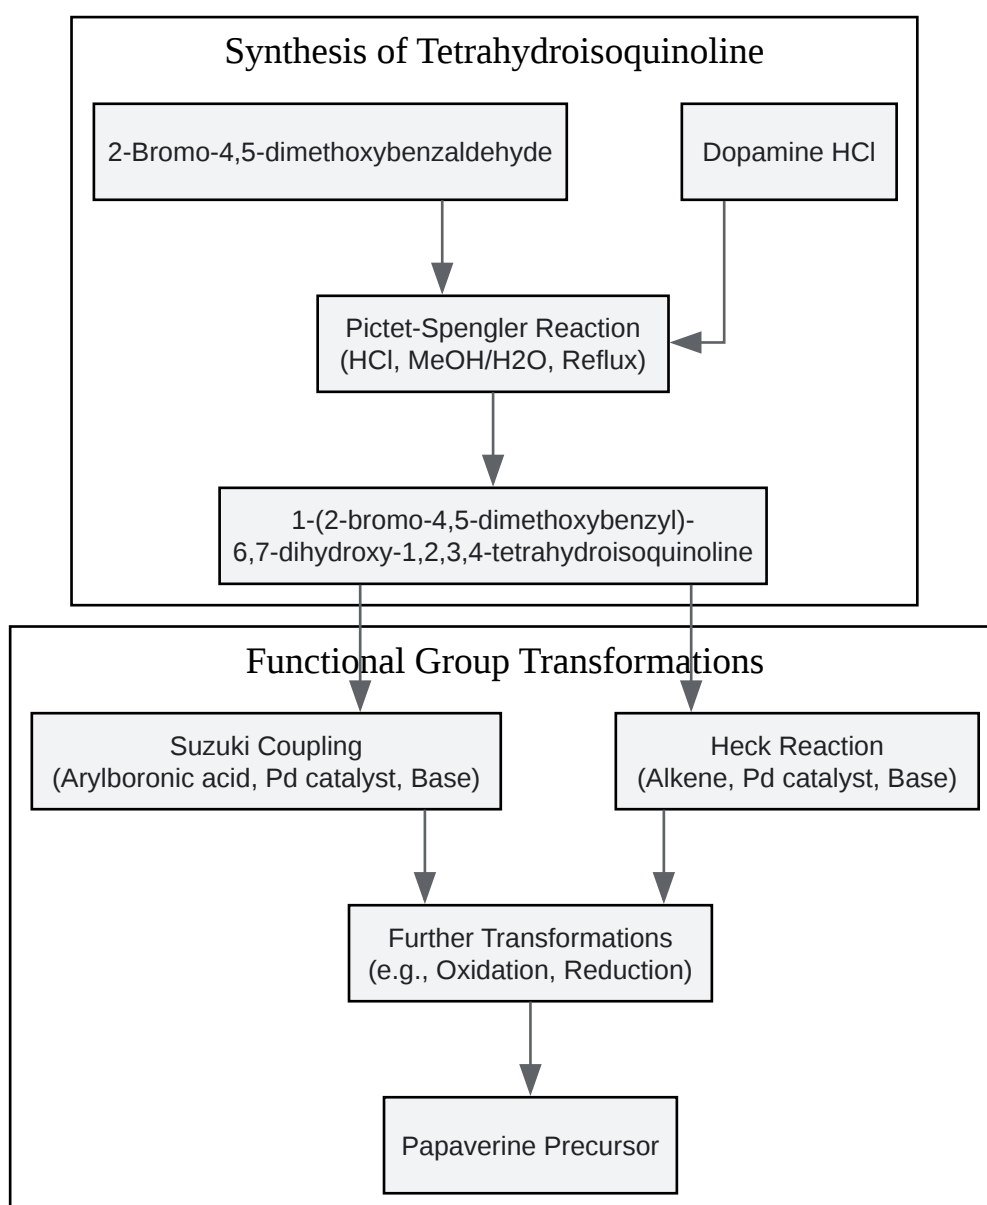 Synthesis of Tetrahydroisoquinoline
2-Bromo-4,5-dimethoxybenzaldehyde
Dopamine HCl
Pictet-Spengler Reaction
(HCl, MeOH/H2O, Reflux)
1-(2-bromo-4,5-dimethoxybenzyl)-
6,7-dihydroxy-1,2,3,4-tetrahydroisoquinoline
Functional Group Transformations
Suzuki Coupling
(Arylboronic acid, Pd catalyst, Base)
Heck Reaction
(Alkene, Pd catalyst, Base)
Further Transformations
(e.g., Oxidation, Reduction)
Papaverine Precursor